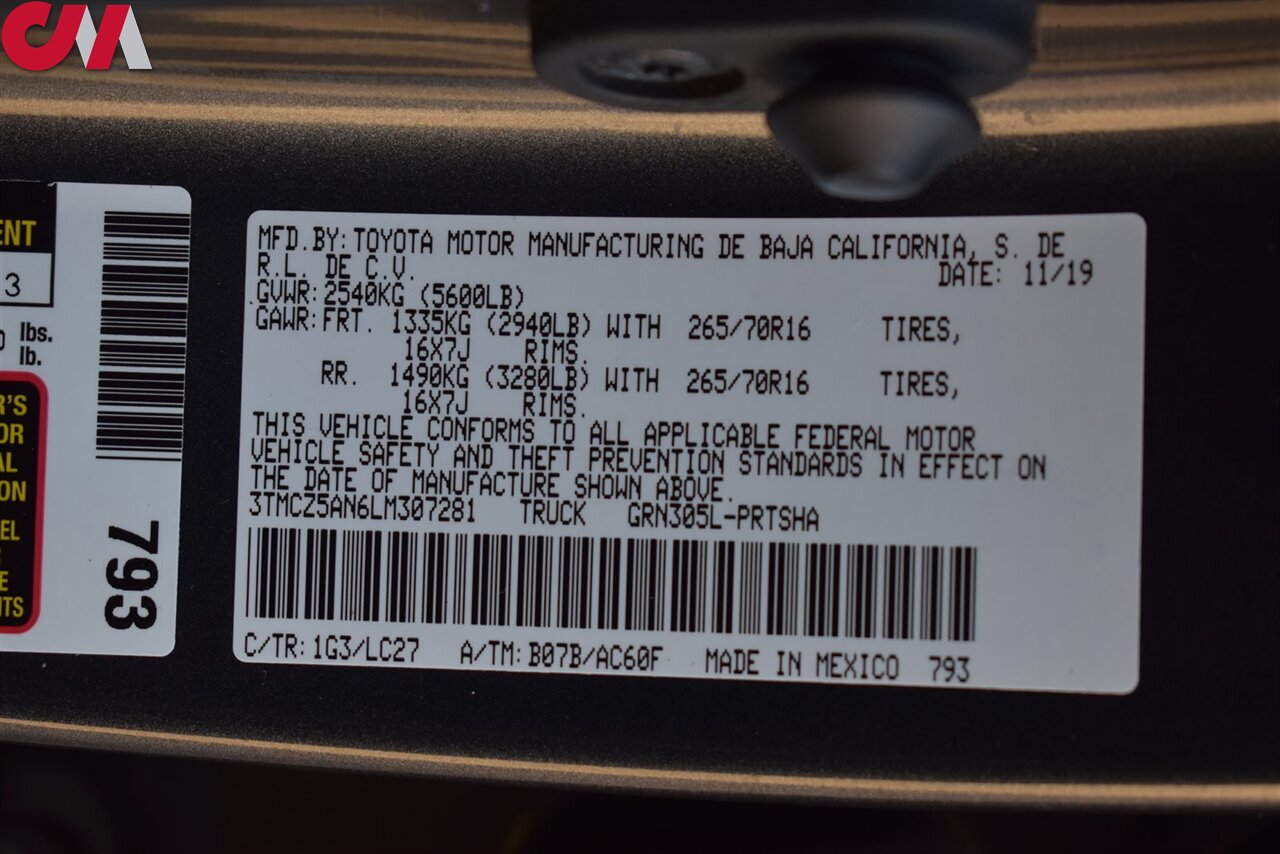 CM
MFD.BY: TOYOTA MOTOR MANUFACTURING DE BAJA CALIFORNIA, S. DE
R.L. DE C.V.
DATE: 11/19
GVWR: 2540KG (5600LB)
GAWR: FRT. 1335KG (2940LB) WITH 265/70R16 TIRES,
16X7J RIMS.
RR. 1490KG (3280LB) WITH 265/70R16 TIRES,
16X7J RIMS.
THIS VEHICLE CONFORMS TO ALL APPLICABLE FEDERAL MOTOR
VEHICLE SAFETY AND THEFT PREVENTION STANDARDS IN EFFECT ON
THE DATE OF MANUFACTURE SHOWN ABOVE.
3TMCZ5AN6LM307281 TRUCK GRN305L-PRTSHA
C/TR: 1G3/LC27 A/TM: B07B/AC60F MADE IN MEXICO 793
3
lbs.
lb.
793